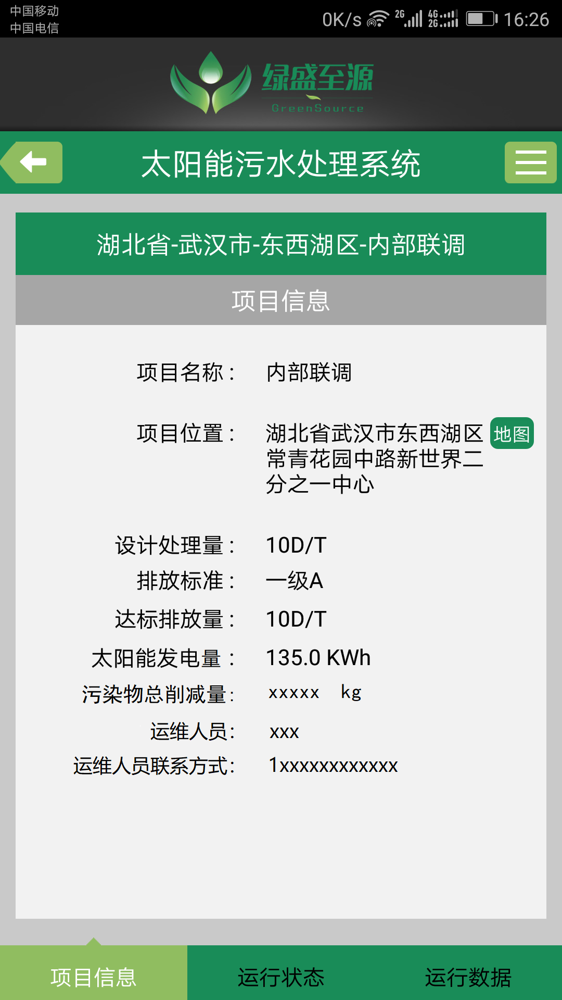 中国移动
中国电信
0K/s 2G 4G 2G 16:26
绿盛至源
GreenSource
太阳能污水处理系统
湖北省-武汉市-东西湖区-内部联调
项目信息
项目名称： 内部联调
项目位置： 湖北省武汉市东西湖区 地图
常青花园中路新世界二
分之一中心
设计处理量： 10D/T
排放标准： 一级A
达标排放量： 10D/T
太阳能发电量： 135.0 KWh
污染物总削减量： xxxxx kg
运维人员： xxx
运维人员联系方式： 1xxxxxxxxxxxx
项目信息 运行状态 运行数据